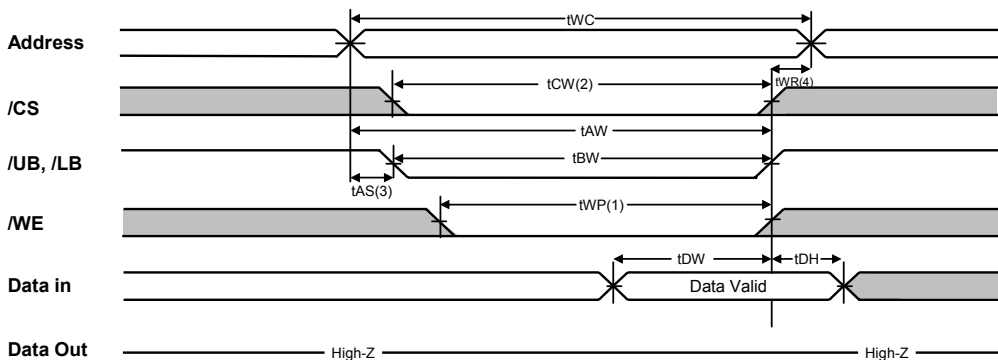 tWC
Address
tWR(4)
tCW(2)
/CS
tAW
/UB, /LB
tBW
tAS(3)
/WE
tWP(1)
tDW
tDH
Data in
Data Valid
Data Out
High-Z
High-Z